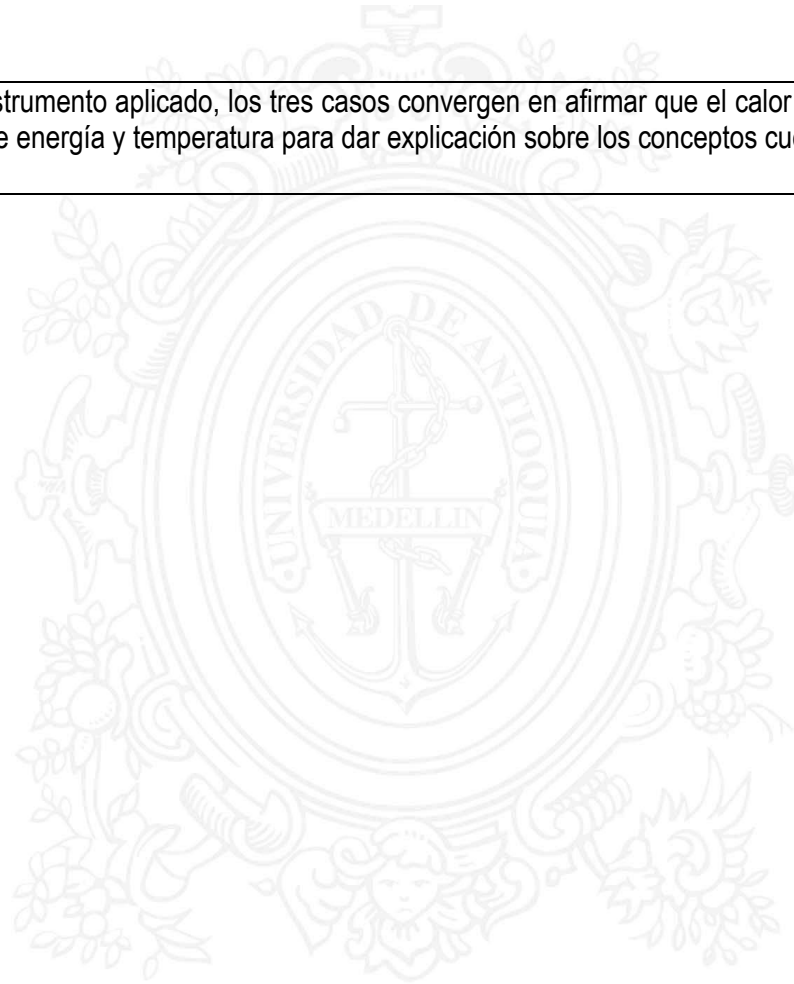 strumento aplicado, los tres casos convergen en afirmar que el calor
e energía y temperatura para dar explicación sobre los conceptos cu
UNIVERSIDAD DE ANTIOQUIA
MEDELLIN